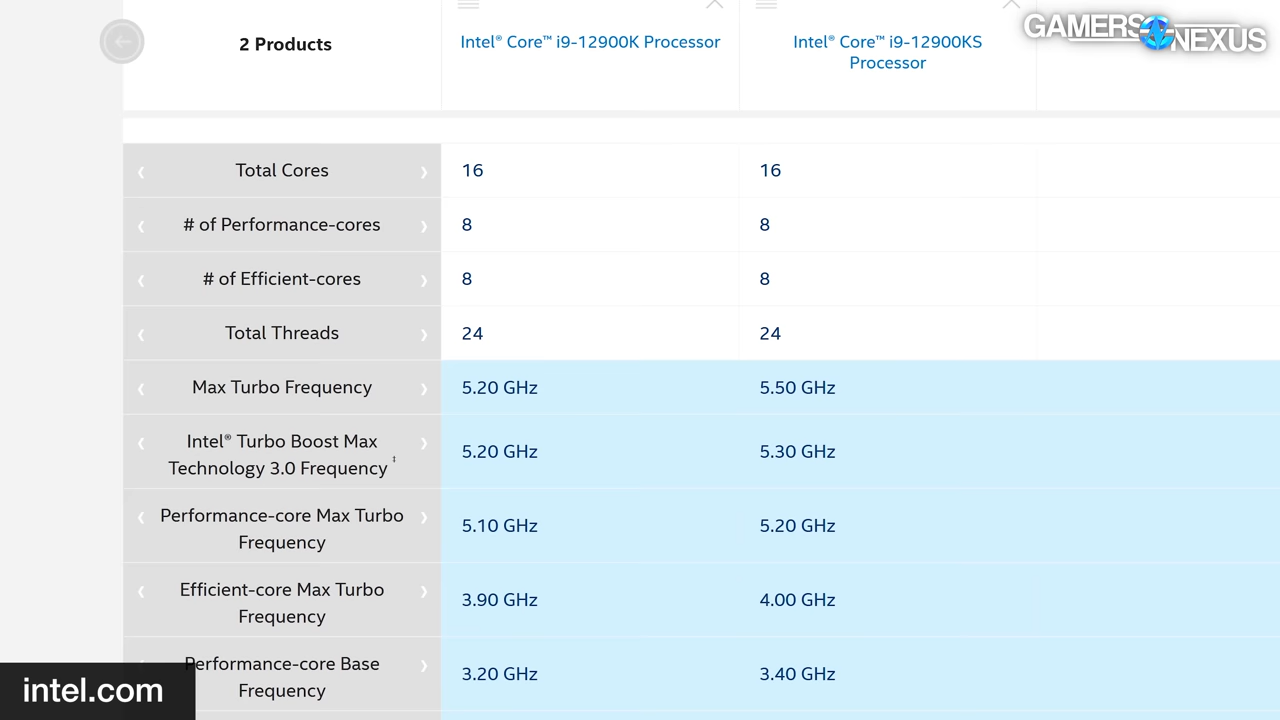 GAMERS NEXUS
2 Products
Intel® Core™ i9-12900K Processor
Intel® Core™ i9-12900KS
Processor
Total Cores
16
16
# of Performance-cores
8
8
# of Efficient-cores
8
8
Total Threads
24
24
Max Turbo Frequency
5.20 GHz
5.50 GHz
Intel® Turbo Boost Max
Technology 3.0 Frequency ‡
5.20 GHz
5.30 GHz
Performance-core Max Turbo
Frequency
5.10 GHz
5.20 GHz
Efficient-core Max Turbo
Frequency
3.90 GHz
4.00 GHz
Performance-core Base
Frequency
3.20 GHz
3.40 GHz
intel.com